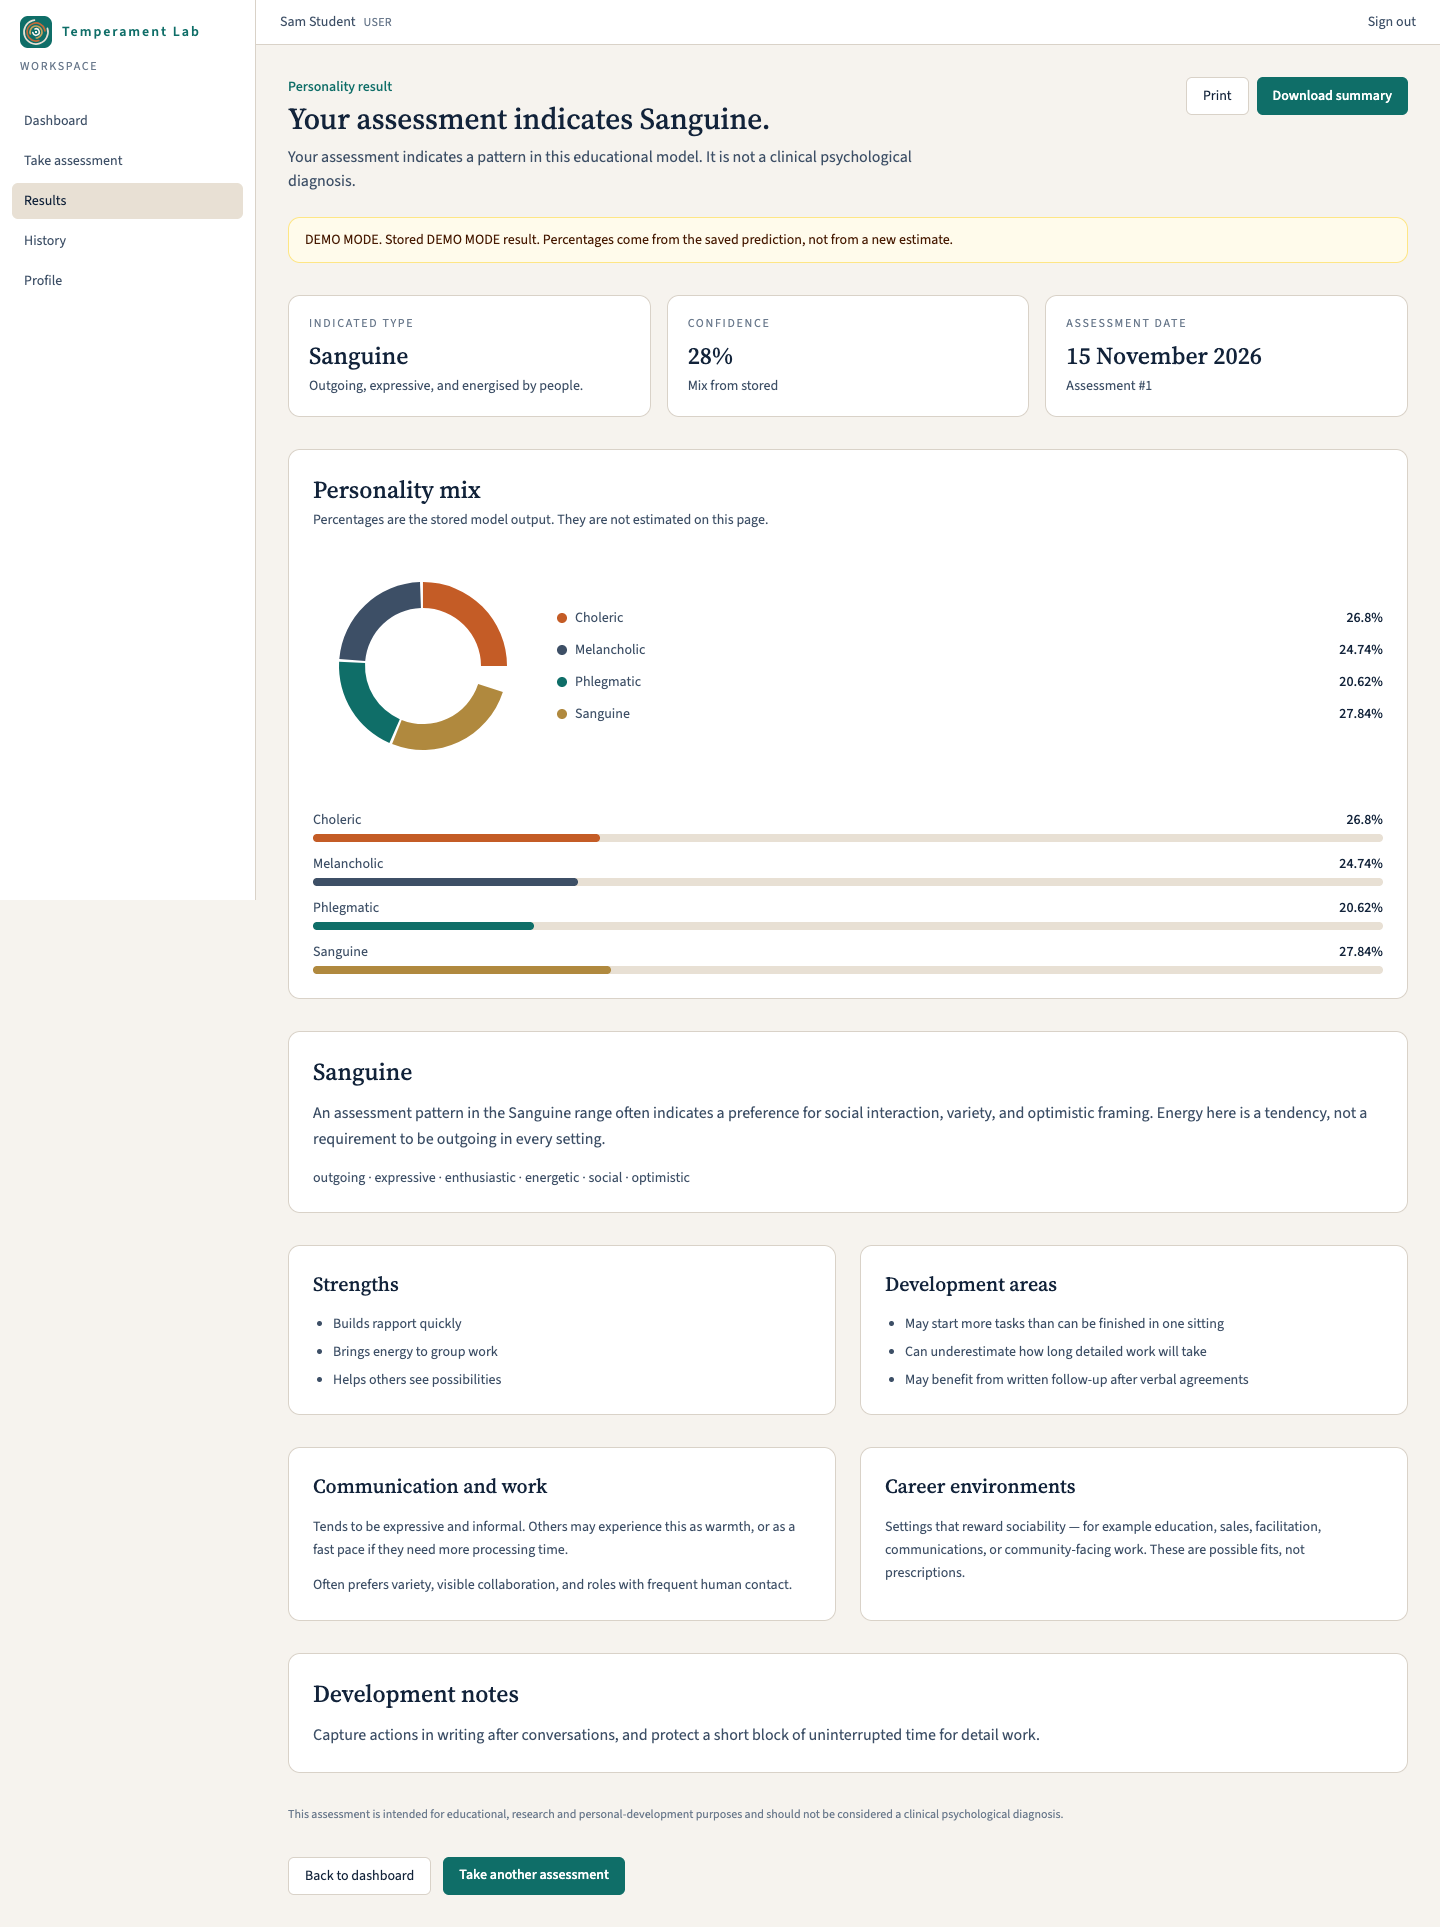 Temperament Lab
WORKSPACE
Dashboard
Take assessment
Results
History
Profile
Sam Student USER
Sign out
Personality result
Your assessment indicates Sanguine.
Your assessment indicates a pattern in this educational model. It is not a clinical psychological
diagnosis.
Print
Download summary
DEMO MODE. Stored DEMO MODE result. Percentages come from the saved prediction, not from a new estimate.
INDICATED TYPE
Sanguine
Outgoing, expressive, and energised by people.
CONFIDENCE
28%
Mix from stored
ASSESSMENT DATE
15 November 2026
Assessment #1
Personality mix
Percentages are the stored model output. They are not estimated on this page.
Choleric 26.8%
Melancholic 24.74%
Phlegmatic 20.62%
Sanguine 27.84%
Choleric 26.8%
Melancholic 24.74%
Phlegmatic 20.62%
Sanguine 27.84%
Sanguine
An assessment pattern in the Sanguine range often indicates a preference for social interaction, variety, and optimistic framing. Energy here is a tendency, not a
requirement to be outgoing in every setting.
outgoing · expressive · enthusiastic · energetic · social · optimistic
Strengths
• Builds rapport quickly
• Brings energy to group work
• Helps others see possibilities
Development areas
• May start more tasks than can be finished in one sitting
• Can underestimate how long detailed work will take
• May benefit from written follow-up after verbal agreements
Communication and work
Tends to be expressive and informal. Others may experience this as warmth, or as a
fast pace if they need more processing time.
Often prefers variety, visible collaboration, and roles with frequent human contact.
Career environments
Settings that reward sociability — for example education, sales, facilitation,
communications, or community-facing work. These are possible fits, not
prescriptions.
Development notes
Capture actions in writing after conversations, and protect a short block of uninterrupted time for detail work.
This assessment is intended for educational, research and personal-development purposes and should not be considered a clinical psychological diagnosis.
Back to dashboard
Take another assessment